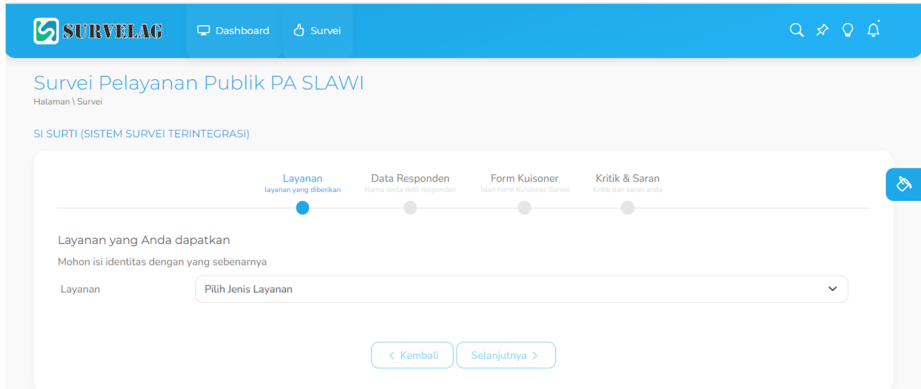 SURVELAG
Dashboard
Survei
Survei Pelayanan Publik PA SLAWI
Halaman \ Survei
SI SURTI (SISTEM SURVEI TERINTEGRASI)
Layanan
layanan yang diberikan
Data Responden
Nama serta detil responden
Form Kuisoner
Isian Form Kuisioner Survei
Kritik & Saran
Kritik dan saran anda
Layanan yang Anda dapatkan
Mohon isi identitas dengan yang sebenarnya
Layanan
Pilih Jenis Layanan
< Kembali
Selanjutnya >